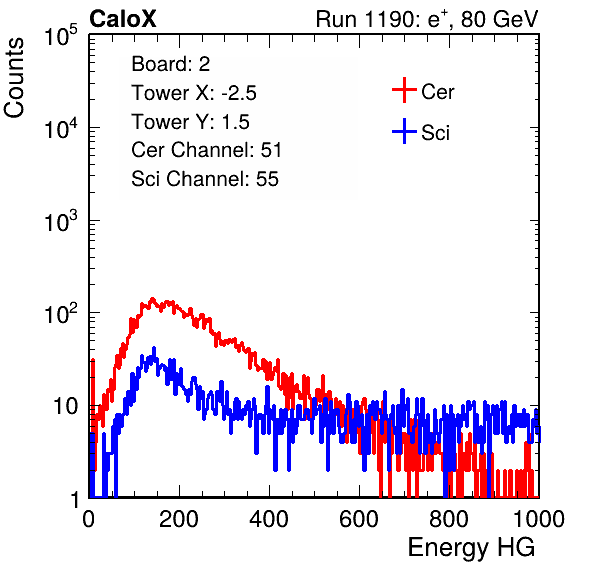 CaloX Run 1190: e⁺, 80 GeV
Counts
10⁵
10⁴
10³
10²
10
1
Board: 2
Tower X: -2.5
Tower Y: 1.5
Cer Channel: 51
Sci Channel: 55
Cer
Sci
0 200 400 600 800 1000
Energy HG